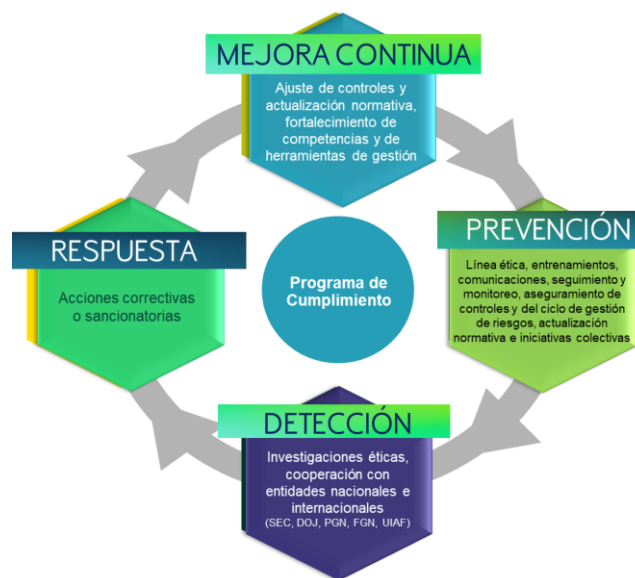 MEJORA CONTINUA
Ajuste de controles y
actualización normativa,
fortalecimiento de
competencias y de
herramientas de gestión
PREVENCIÓN
Línea ética, entrenamientos,
comunicaciones, seguimiento y
monitoreo, aseguramiento de
controles y del ciclo de gestión
de riesgos, actualización
normativa e iniciativas colectivas
RESPUESTA
Acciones correctivas
o sancionatorias
Programa de
Cumplimiento
DETECCIÓN
Investigaciones éticas,
cooperación con
entidades nacionales e
internacionales
(SEC, DOJ, PGN, FGN, UIAF)